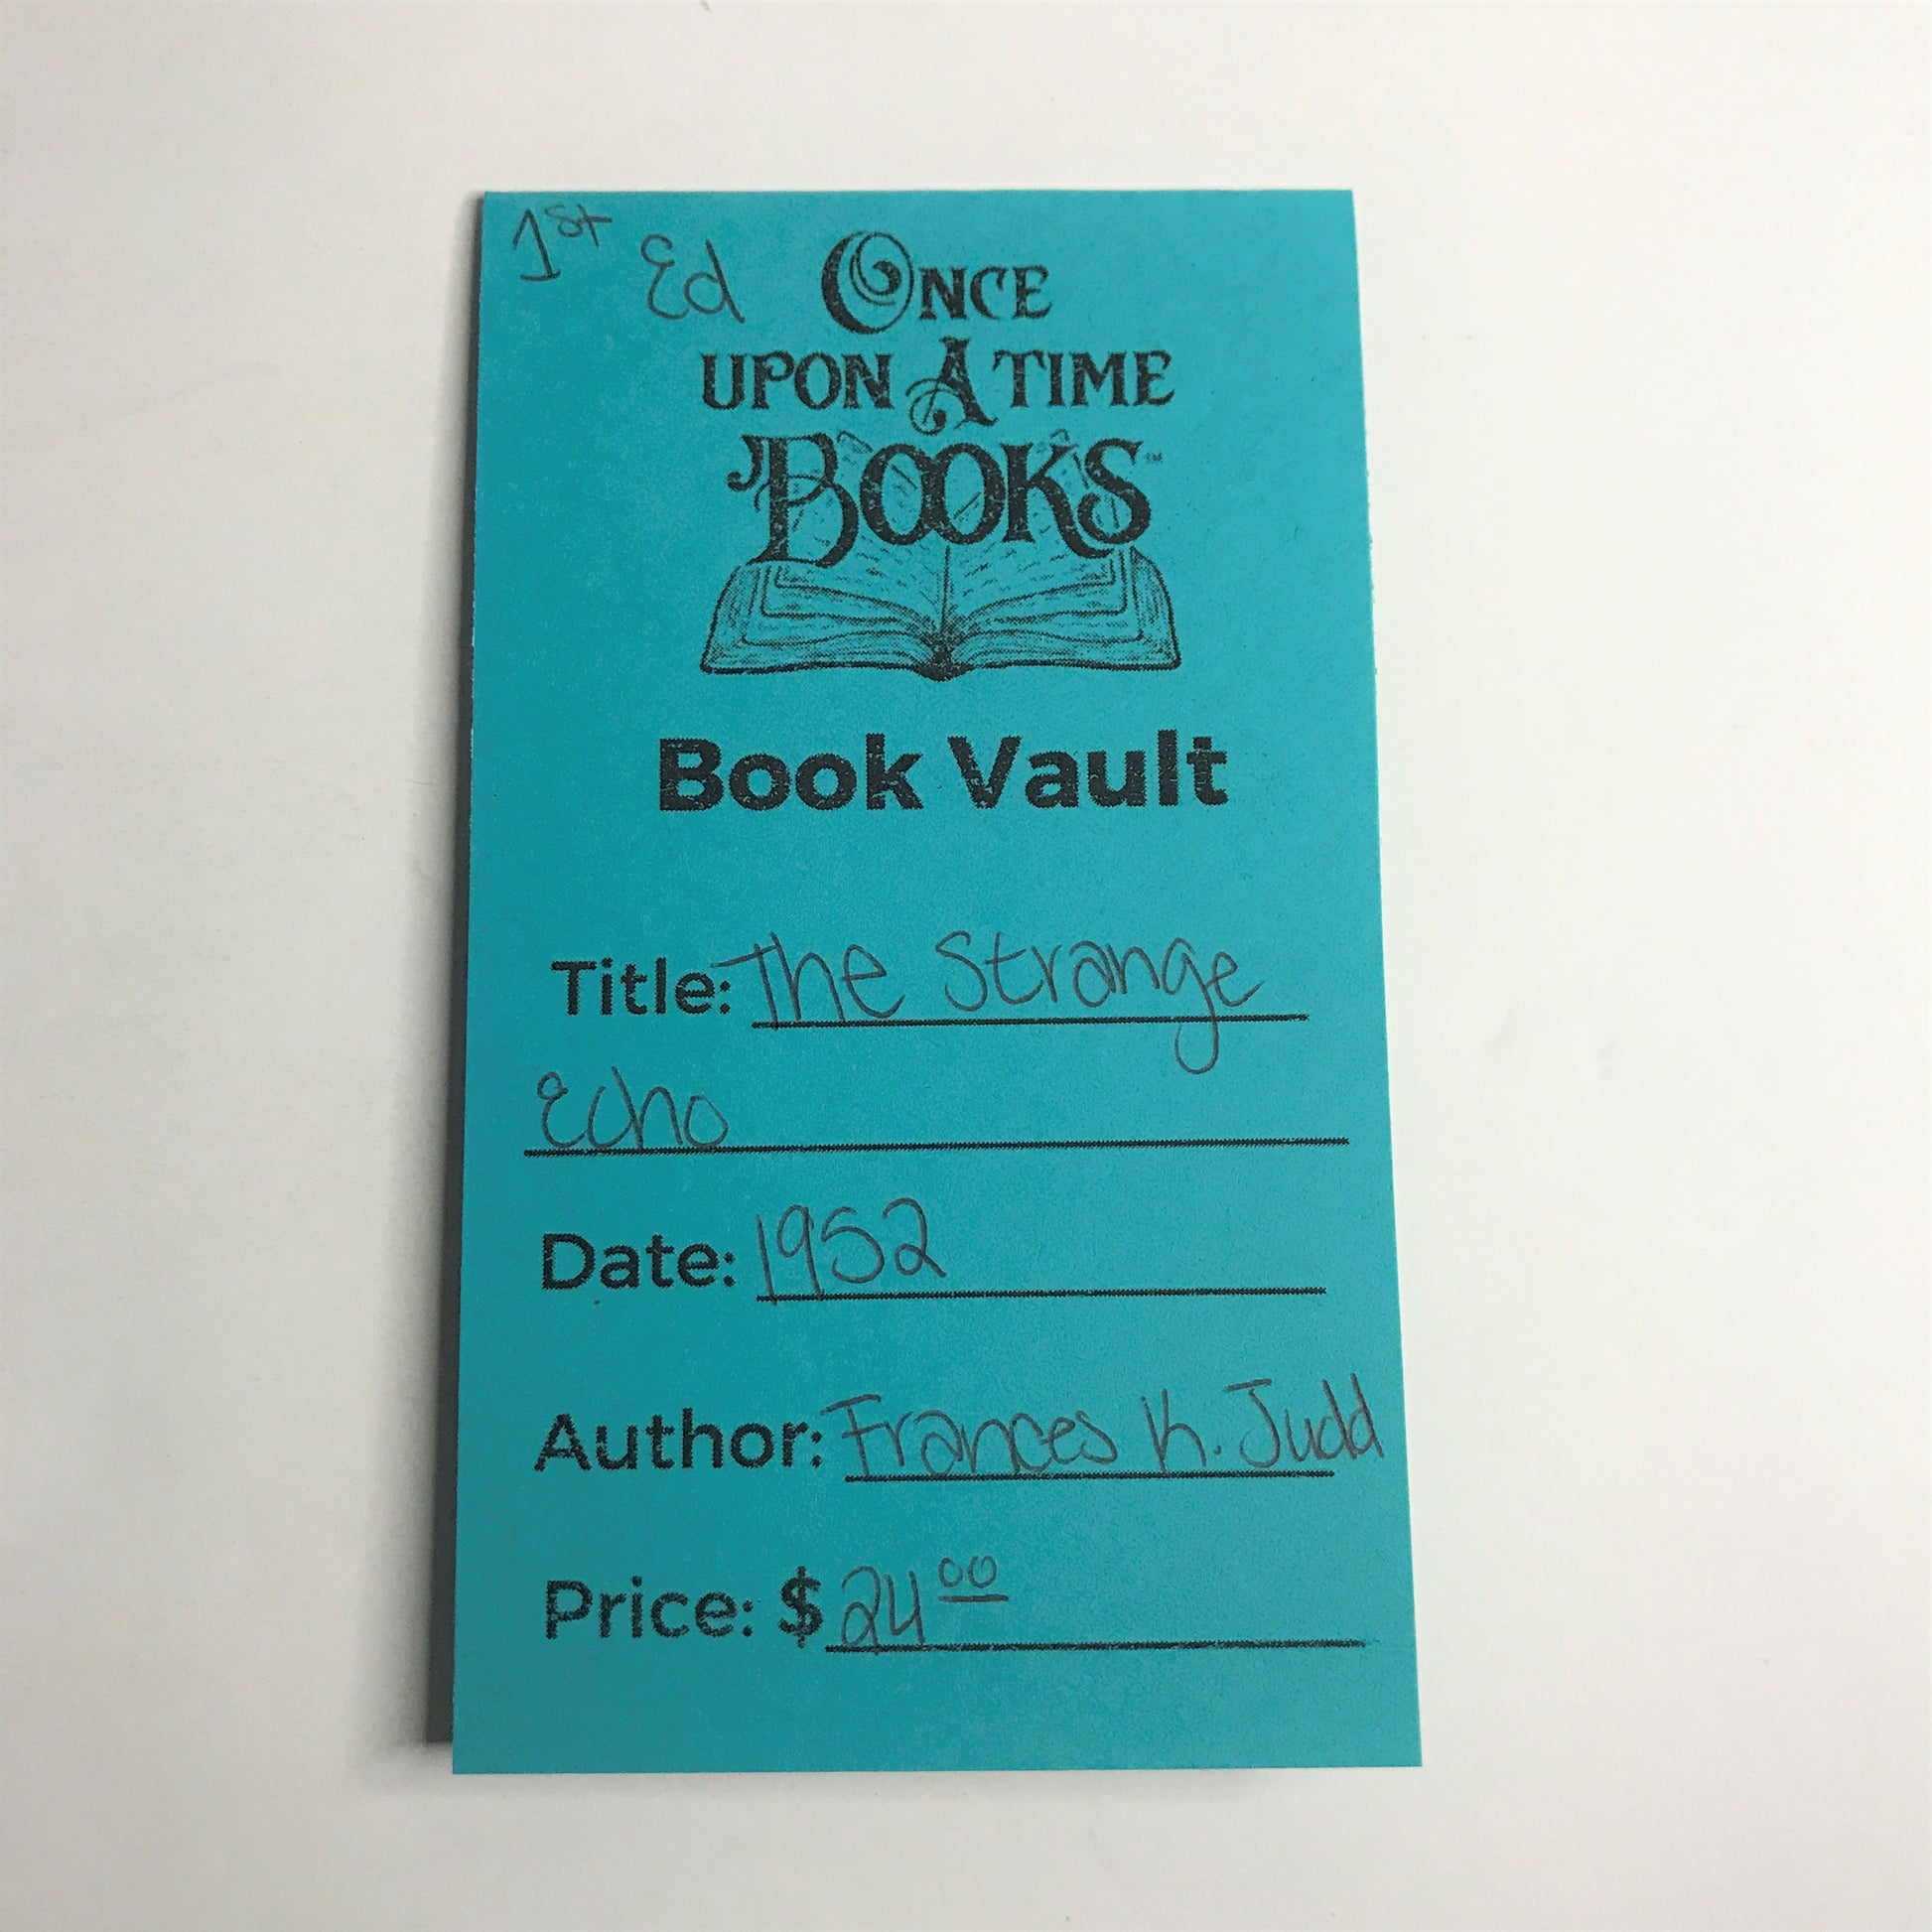 1st Ed
ONCE
UPON A TIME
BOOKS™
Book Vault
Title: The Strange
Echo
Date: 1952
Author: Frances K. Judd
Price: $ 24 00